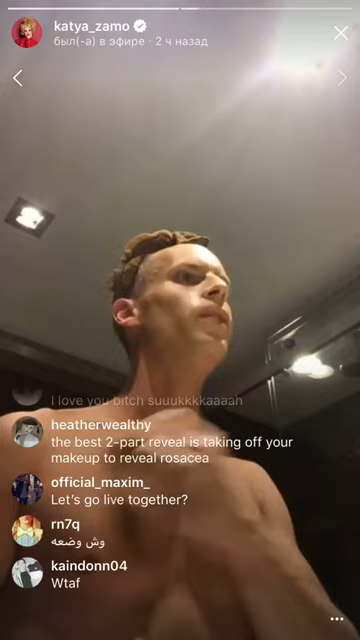 katya_zamo
был(-а) в эфире · 2 ч назад
I love you bitch suuukkkkaaaah
heatherwealthy
the best 2-part reveal is taking off your
makeup to reveal rosacea
official_maxim_
Let's go live together?
rn7q
وش وضعه
kaindonn04
Wtaf